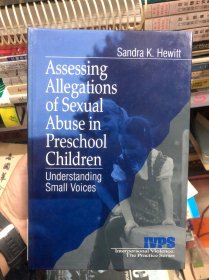 Sandra K. Hewitt
Assessing
Allegations
of Sexual
Abuse in
Preschool
Children
Understanding
Small Voices
IVPS
Interpersonal Violence:
The Practice Series